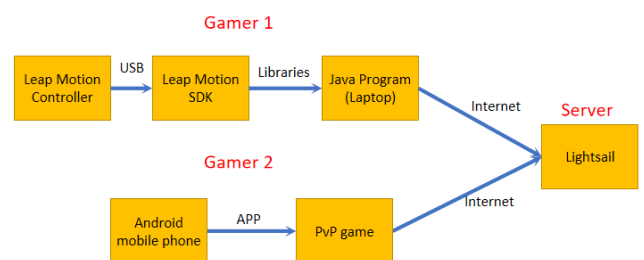 Gamer 1
Leap Motion
Controller
USB
Leap Motion
SDK
Libraries
Java Program
(Laptop)
Internet
Server
Lightsail
Gamer 2
Android
mobile phone
APP
PvP game
Internet